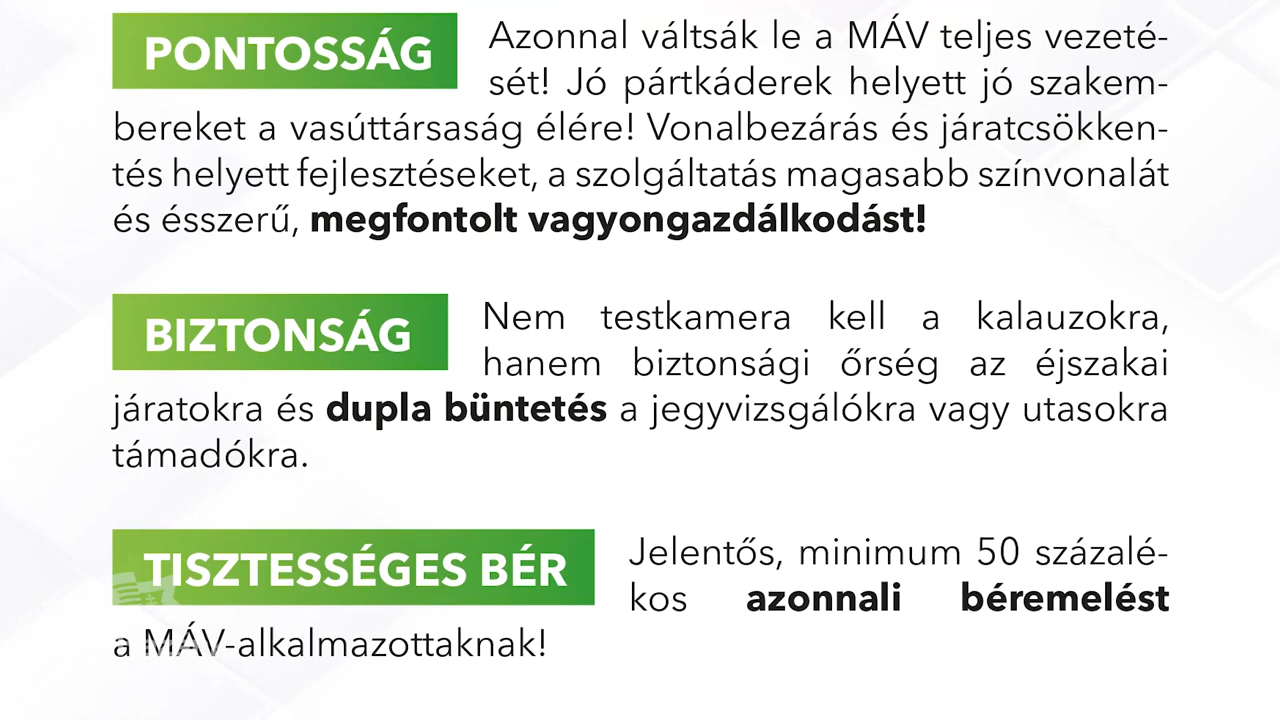 PONTOSSÁG
Azonnal váltsák le a MÁV teljes vezeté-
sét! Jó pártkáderek helyett jó szakem-
bereket a vasúttársaság élére! Vonalbezárás és járatcsökken-
tés helyett fejlesztéseket, a szolgáltatás magasabb színvonalát
és ésszerű, megfontolt vagyongazdálkodást!
BIZTONSÁG
Nem testkamera kell a kalauzokra,
hanem biztonsági őrség az éjszakai
járatokra és dupla büntetés a jegyvizsgálókra vagy utasokra
támadókra.
TISZTESSÉGES BÉR
Jelentős, minimum 50 százalé-
kos azonnali béremelést
a MÁV-alkalmazottaknak!